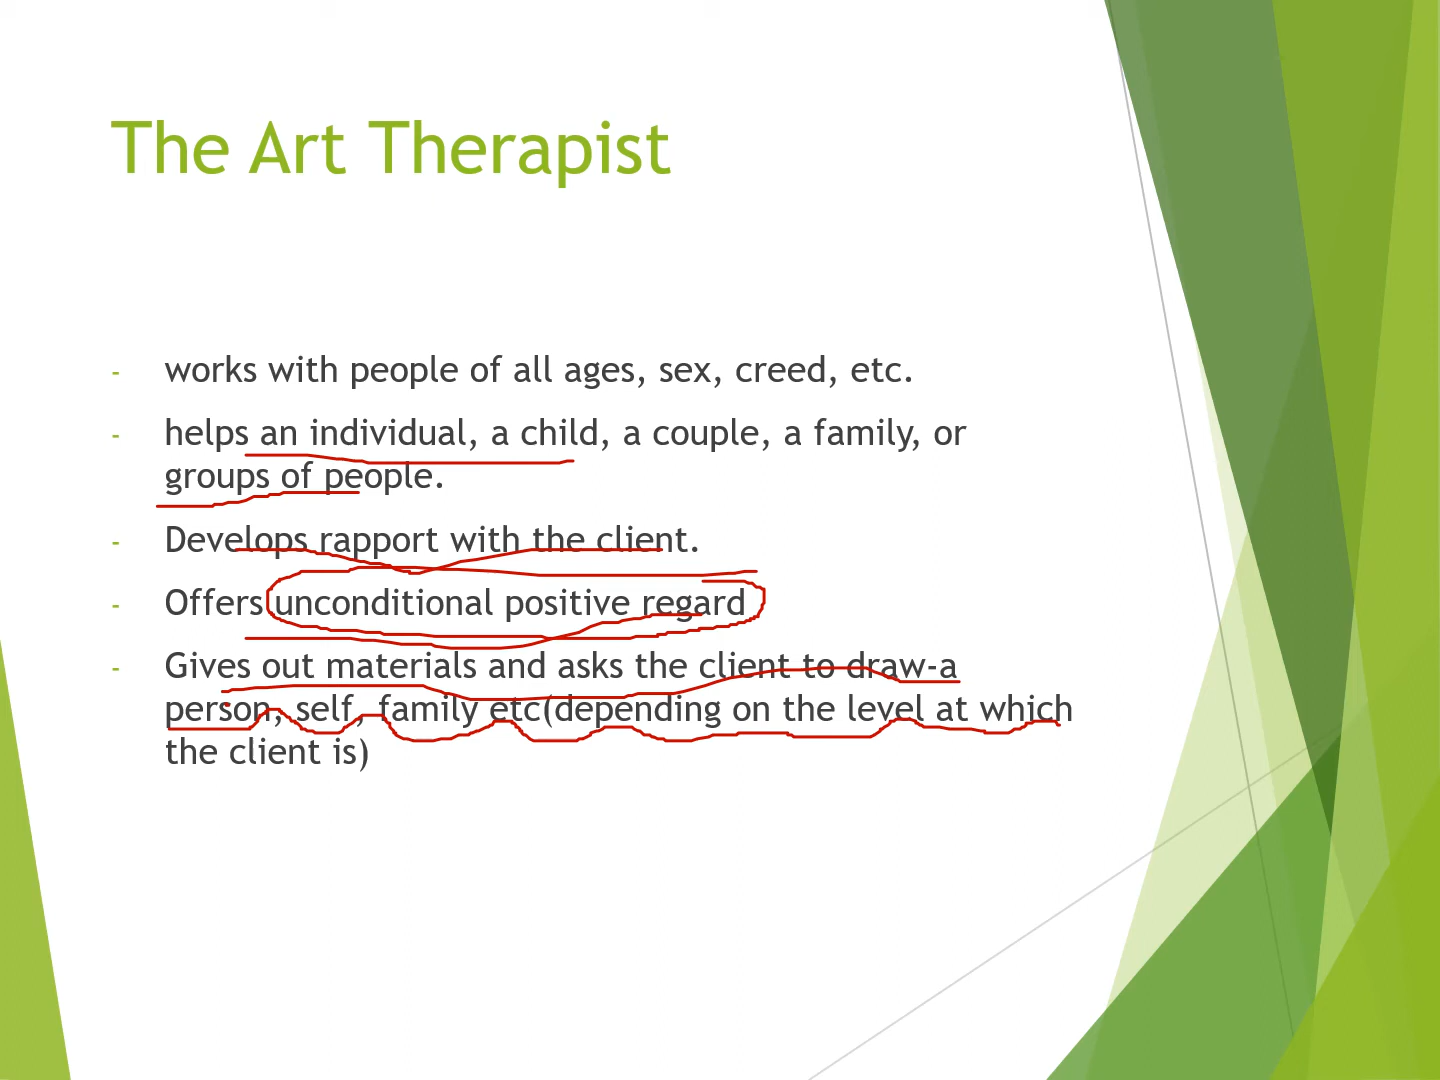 The Art Therapist
- works with people of all ages, sex, creed, etc.
- helps an individual, a child, a couple, a family, or
groups of people.
- Develops rapport with the client.
- Offers unconditional positive regard
- Gives out materials and asks the client to draw-a
person, self, family etc(depending on the level at which
the client is)